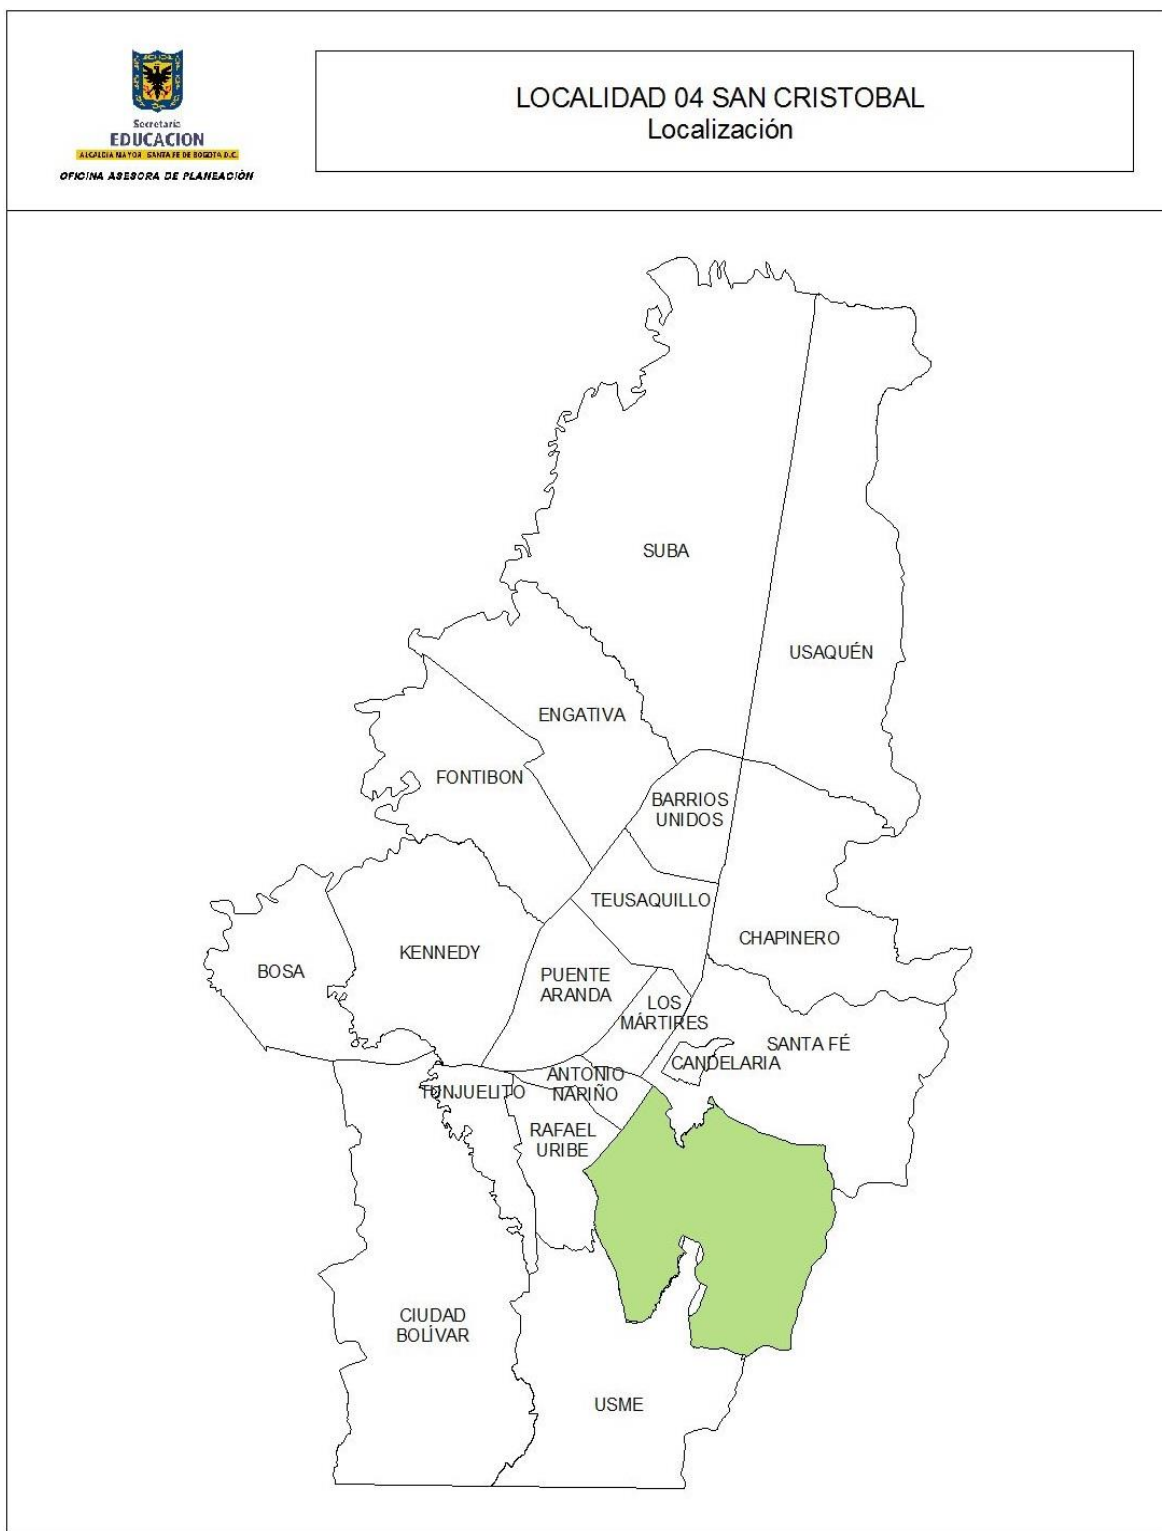 Secretaría
EDUCACION
ALCALDIA MAYOR SANTA FE DE BOGOTA D.C.
OFICINA ASESORA DE PLANEACIÓN
LOCALIDAD 04 SAN CRISTOBAL
Localización
SUBA
USAQUÉN
ENGATIVA
FONTIBON
BARRIOS
UNIDOS
TEUSAQUILLO
CHAPINERO
KENNEDY
BOSA
PUENTE
ARANDA
LOS
MÁRTIRES
SANTA FÉ
CANDELARIA
ANTONIO
NARIÑO
TUNJUELITO
RAFAEL
URIBE
CIUDAD
BOLÍVAR
USME